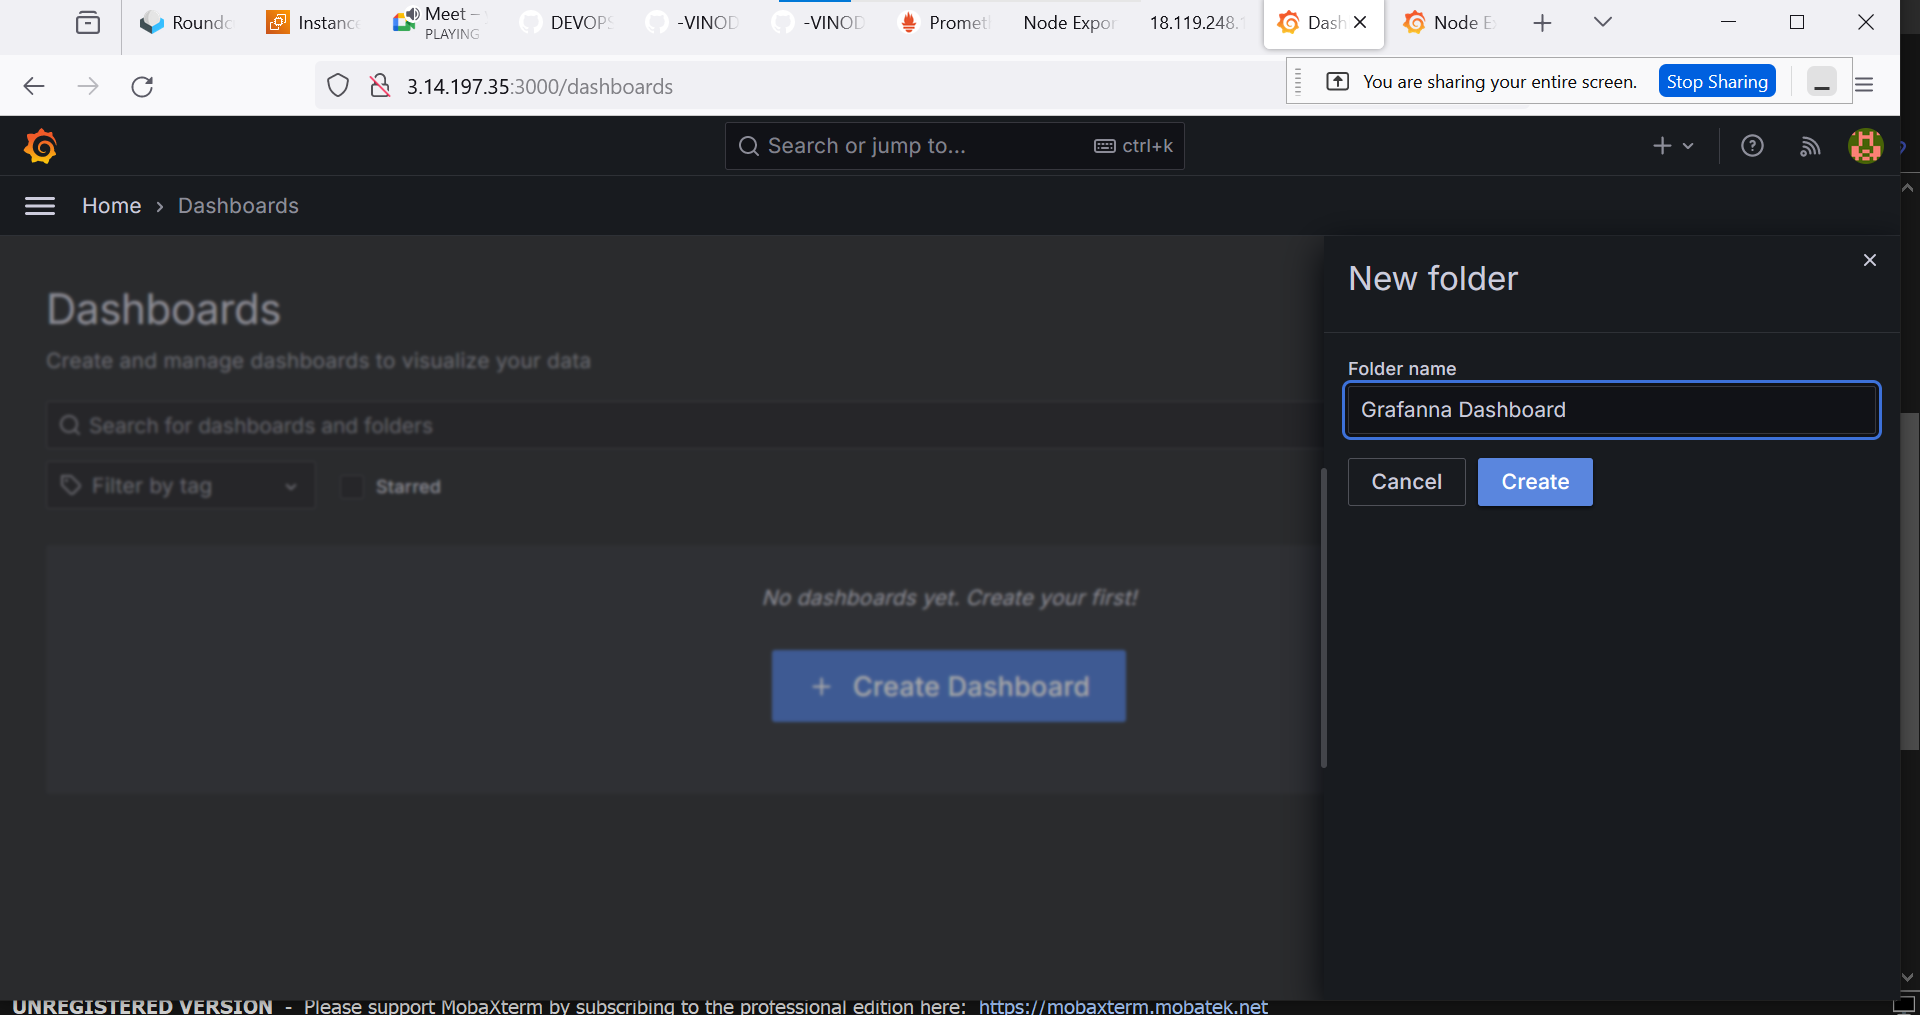 Roundc Instance Meet – PLAYING DEVOPS -VINOD -VINOD Prometh Node Expor 18.119.248.1 Dash Node Ex
3.14.197.35:3000/dashboards
You are sharing your entire screen. Stop Sharing
Search or jump to... ctrl+k
Home › Dashboards
New folder
Dashboards
Create and manage dashboards to visualize your data
Folder name
Grafanna Dashboard
Search for dashboards and folders
Cancel Create
Filter by tag Starred
No dashboards yet. Create your first!
+ Create Dashboard
UNREGISTERED VERSION - Please support MobaXterm by subscribing to the professional edition here: https://mobaxterm.mobatek.net